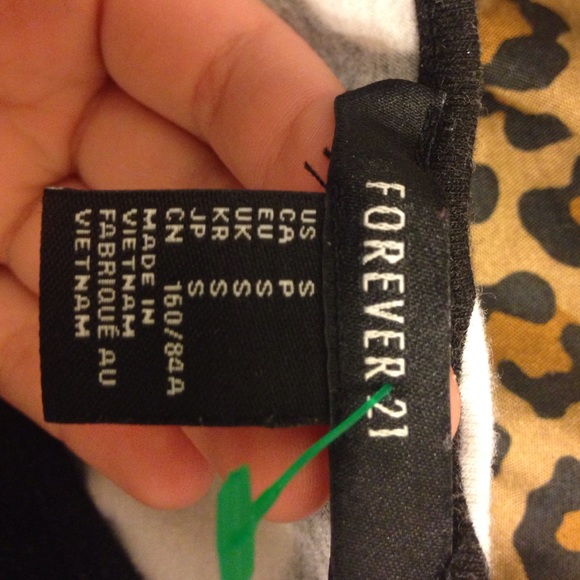 FOREVER 21
US S
CA P
EU S
UK S
KR S
JP S
CN 160/84A
MADE IN
VIETNAM
FABRIQUÉ AU
VIETNAM